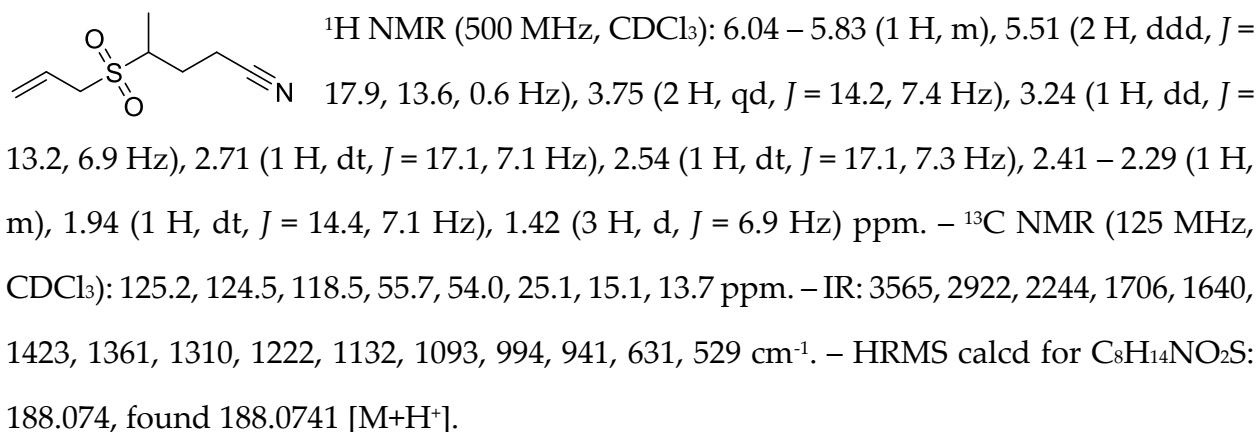 ¹H NMR (500 MHz, CDCl₃): 6.04 – 5.83 (1 H, m), 5.51 (2 H, ddd, J =
O
S
O
N
17.9, 13.6, 0.6 Hz), 3.75 (2 H, qd, J = 14.2, 7.4 Hz), 3.24 (1 H, dd, J =
13.2, 6.9 Hz), 2.71 (1 H, dt, J = 17.1, 7.1 Hz), 2.54 (1 H, dt, J = 17.1, 7.3 Hz), 2.41 – 2.29 (1 H,
m), 1.94 (1 H, dt, J = 14.4, 7.1 Hz), 1.42 (3 H, d, J = 6.9 Hz) ppm. – ¹³C NMR (125 MHz,
CDCl₃): 125.2, 124.5, 118.5, 55.7, 54.0, 25.1, 15.1, 13.7 ppm. – IR: 3565, 2922, 2244, 1706, 1640,
1423, 1361, 1310, 1222, 1132, 1093, 994, 941, 631, 529 cm⁻¹. – HRMS calcd for C₈H₁₄NO₂S:
188.074, found 188.0741 [M+H⁺].